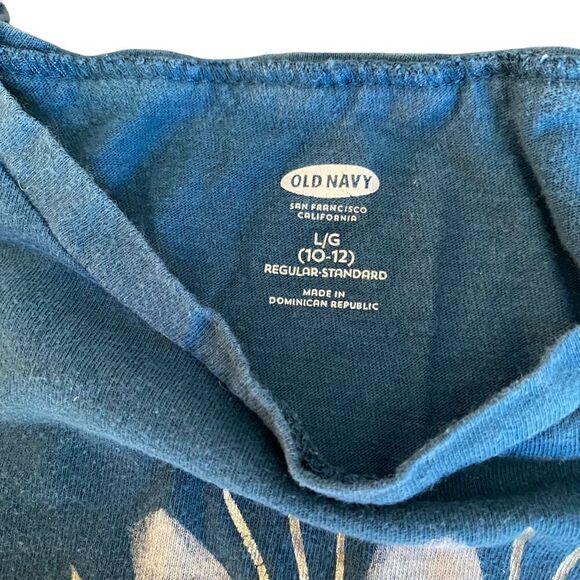 OLD NAVY
SAN FRANCISCO
CALIFORNIA
L/G
(10-12)
REGULAR-STANDARD
MADE IN
DOMINICAN REPUBLIC